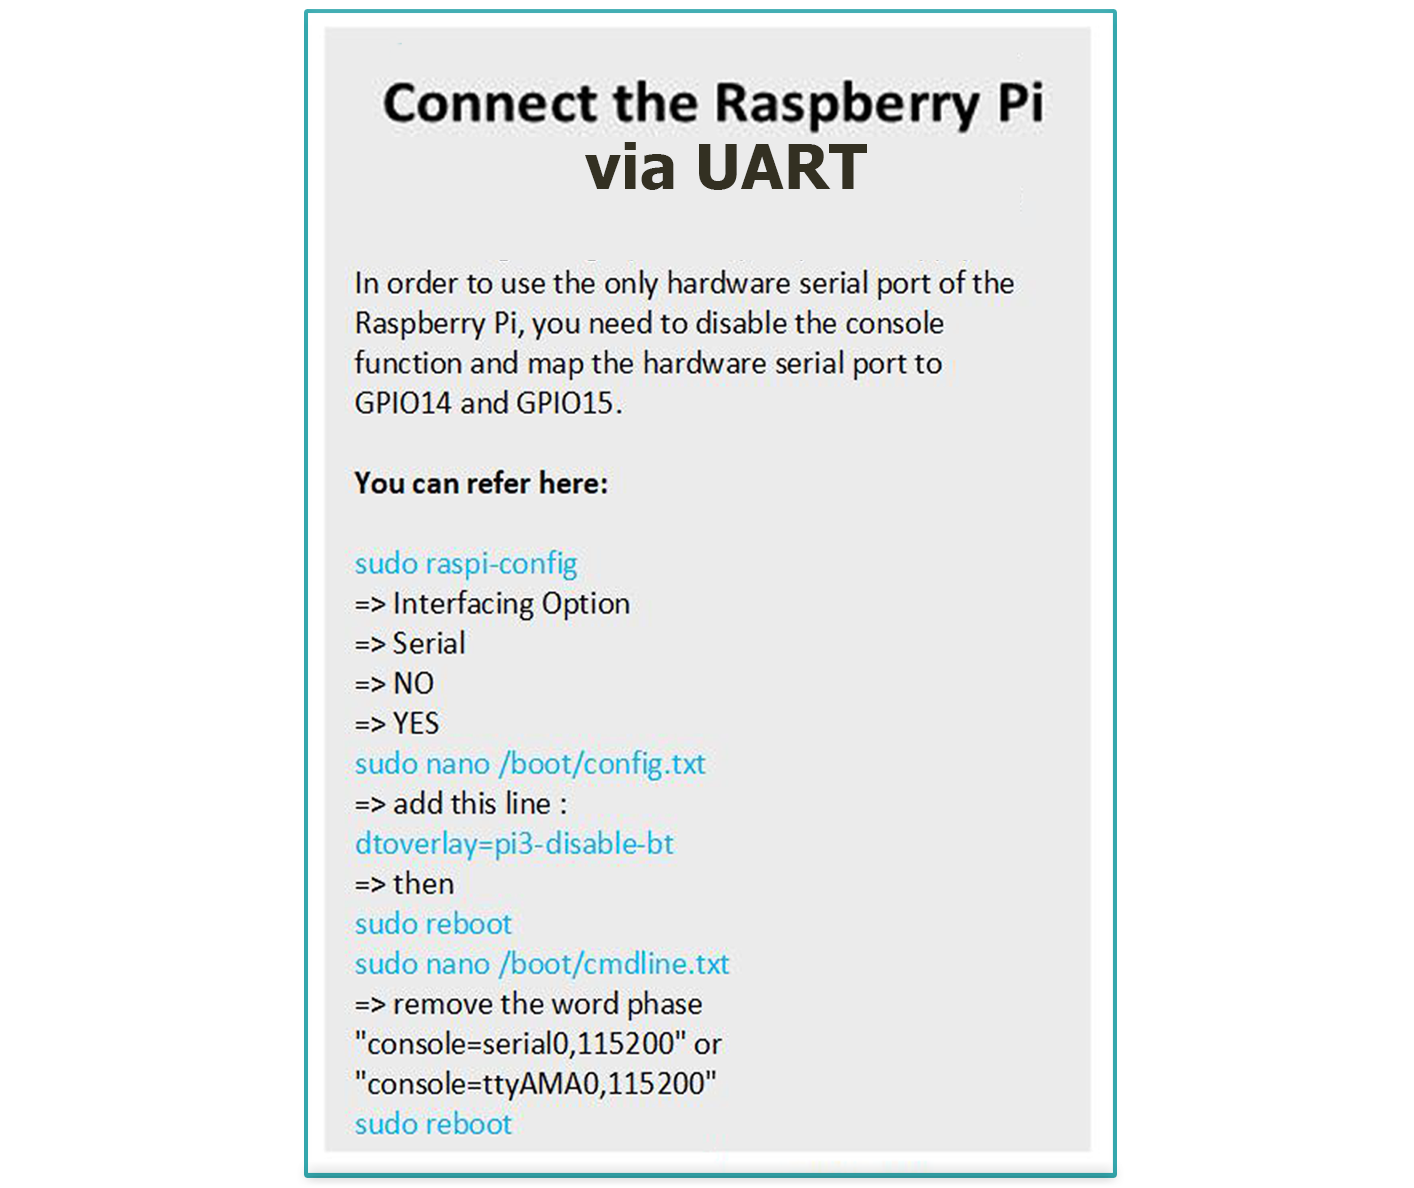 Connect the Raspberry Pi
via UART
In order to use the only hardware serial port of the
Raspberry Pi, you need to disable the console
function and map the hardware serial port to
GPIO14 and GPIO15.
You can refer here:
sudo raspi-config
=> Interfacing Option
=> Serial
=> NO
=> YES
sudo nano /boot/config.txt
=> add this line :
dtoverlay=pi3-disable-bt
=> then
sudo reboot
sudo nano /boot/cmdline.txt
=> remove the word phase
"console=serial0,115200" or
"console=ttyAMA0,115200"
sudo reboot